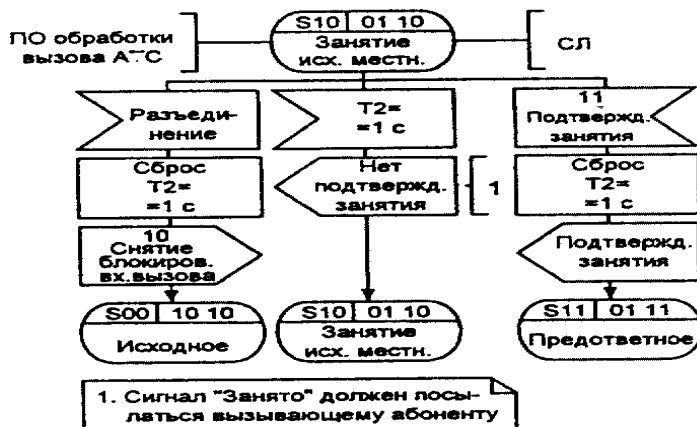 ПО обработки
вызова АТС
S10 01 10
Занятие
исх. местн.
СЛ
Разъеди-
нение
Т2=
=1 с
11
Подтвержд.
занятия
Сброс
Т2=
=1 с
Нет
подтвержд.
занятия
1
Сброс
Т2=
=1 с
10
Снятие
блокиров.
вх.вызова
Подтвержд.
занятия
S00 10 10
Исходное
S10 01 10
Занятие
исх. местн.
S11 01 11
Предответное
1. Сигнал "Занято" должен посы-
латься вызывающему абоненту